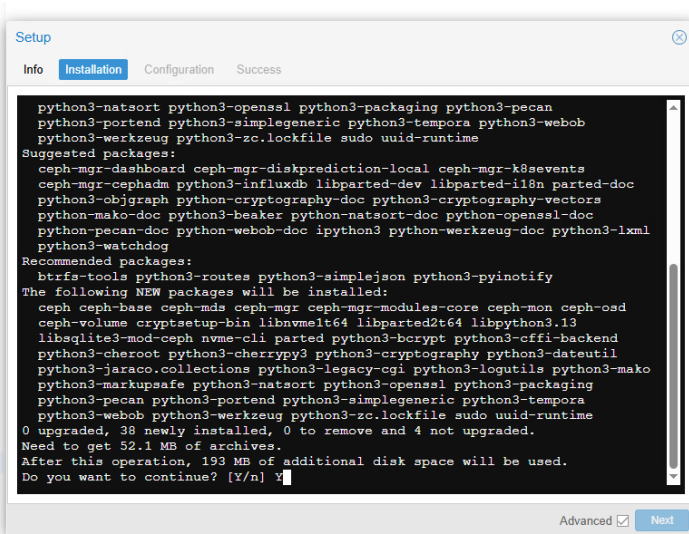 Setup
Info Installation Configuration Success
python3-natsort python3-openssl python3-packaging python3-pecan
python3-portend python3-simplegeneric python3-tempora python3-webob
python3-werkzeug python3-zc.lockfile sudo uuid-runtime
Suggested packages:
ceph-mgr-dashboard ceph-mgr-diskprediction-local ceph-mgr-k8sevents
ceph-mgr-cephadm python3-influxdb libparted-dev libparted-i18n parted-doc
python3-objgraph python-cryptography-doc python3-cryptography-vectors
python-mako-doc python3-beaker python-natsort-doc python-openssl-doc
python-pecan-doc python-webob-doc ipython3 python-werkzeug-doc python3-lxml
python3-watchdog
Recommended packages:
btrfs-tools python3-routes python3-simplejson python3-pyinotify
The following NEW packages will be installed:
ceph ceph-base ceph-mds ceph-mgr ceph-mgr-modules-core ceph-mon ceph-osd
ceph-volume cryptsetup-bin libnvme1t64 libparted2t64 libpython3.13
libsqlite3-mod-ceph nvme-cli parted python3-bcrypt python3-cffi-backend
python3-cheroot python3-cherrypy3 python3-cryptography python3-dateutil
python3-jaraco.collections python3-legacy-cgi python3-logutils python3-mako
python3-markupsafe python3-natsort python3-openssl python3-packaging
python3-pecan python3-portend python3-simplegeneric python3-tempora
python3-webob python3-werkzeug python3-zc.lockfile sudo uuid-runtime
0 upgraded, 38 newly installed, 0 to remove and 4 not upgraded.
Need to get 52.1 MB of archives.
After this operation, 193 MB of additional disk space will be used.
Do you want to continue? [Y/n] Y
Advanced Next